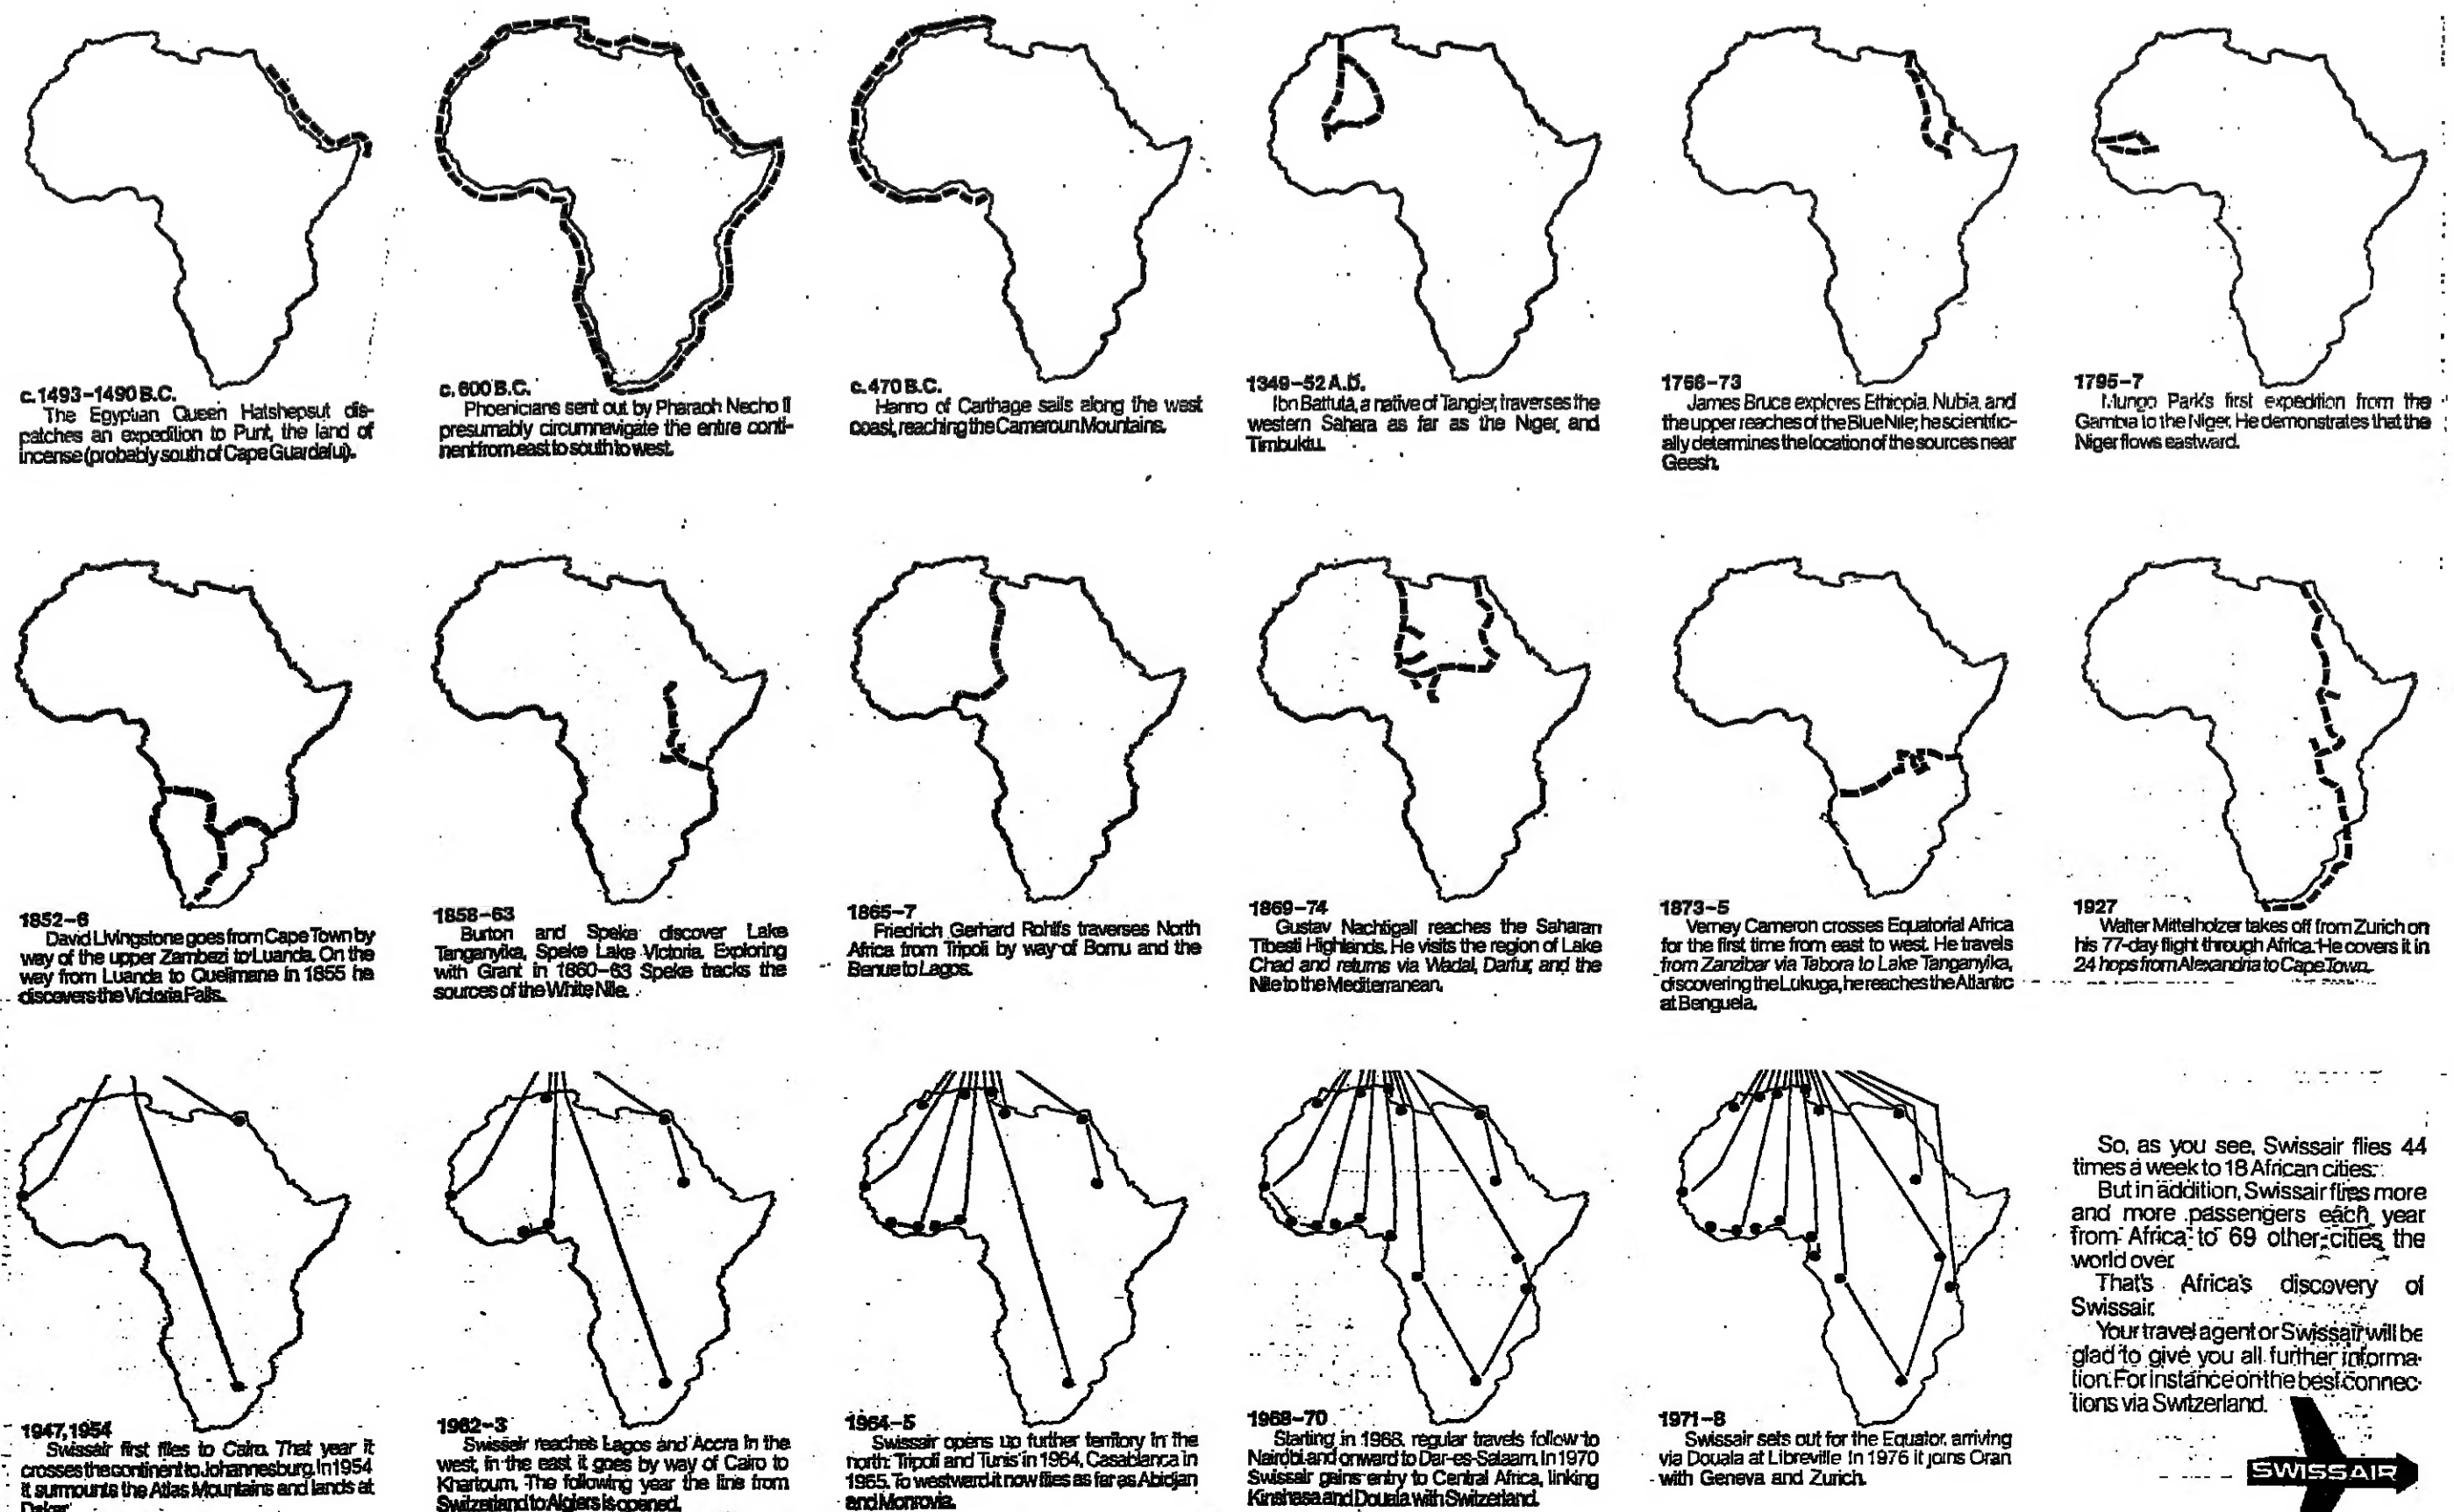 c.1493–1490 B.C.
The Egyptian Queen Hatshepsut dis-
patches an expedition to Punt, the land of
incense (probably south of Cape Guardafui).
c. 600 B.C.
Phoenicians sent out by Pharaoh Necho II
presumably circumnavigate the entire conti-
nent from east to south to west.
c. 470 B.C.
Hanno of Carthage sails along the west
coast, reaching the Cameroun Mountains.
1349–52 A.D.
Ibn Battuta, a native of Tangier, traverses the
western Sahara as far as the Niger, and
Timbuktu.
1768–73
James Bruce explores Ethiopia, Nubia, and
the upper reaches of the Blue Nile; he scientific-
ally determines the location of the sources near
Geesh.
1795–7
Mungo Park's first expedition from the
Gambia to the Niger. He demonstrates that the
Niger flows eastward.
1852–6
David Livingstone goes from Cape Town by
way of the upper Zambezi to Luanda. On the
way from Luanda to Quelimane in 1855 he
discovers the Victoria Falls.
1858–63
Burton and Speke discover Lake
Tanganyika, Speke Lake Victoria. Exploring
with Grant in 1860–63 Speke tracks the
sources of the White Nile.
1865–7
Friedrich Gerhard Rohlfs traverses North
Africa from Tripoli by way of Bornu and the
Benue to Lagos.
1869–74
Gustav Nachtigall reaches the Saharan
Tibesti Highlands. He visits the region of Lake
Chad and returns via Wadai, Darfur, and the
Nile to the Mediterranean.
1873–5
Verney Cameron crosses Equatorial Africa
for the first time from east to west. He travels
from Zanzibar via Tabora to Lake Tanganyika,
discovering the Lukuga, he reaches the Atlantic
at Benguela.
1927
Walter Mittelholzer takes off from Zurich on
his 77-day flight through Africa. He covers it in
24 hops from Alexandria to Cape Town.
1947, 1954
Swissair first flies to Cairo. That year it
crosses the continent to Johannesburg. In 1954
it surmounts the Atlas Mountains and lands at
Dakar.
1962–3
Swissair reaches Lagos and Accra in the
west, in the east it goes by way of Cairo to
Khartoum. The following year the line from
Switzerland to Algiers is opened.
1964–5
Swissair opens up further territory in the
north: Tripoli and Tunis in 1964, Casablanca in
1965. To westward it now flies as far as Abidjan
and Monrovia.
1968–70
Starting in 1968, regular travels follow to
Nairobi and onward to Dar-es-Salaam. In 1970
Swissair gains entry to Central Africa, linking
Kinshasa and Douala with Switzerland.
1971–8
Swissair sets out for the Equator, arriving
via Douala at Libreville. In 1976 it joins Oran
with Geneva and Zurich.
So, as you see, Swissair flies 44
times a week to 18 African cities.
But in addition, Swissair flies more
and more passengers each year
from Africa to 69 other cities the
world over.
That's Africa's discovery of
Swissair.
Your travel agent or Swissair will be
glad to give you all further informa-
tion. For instance on the best connec-
tions via Switzerland.
SWISSAIR